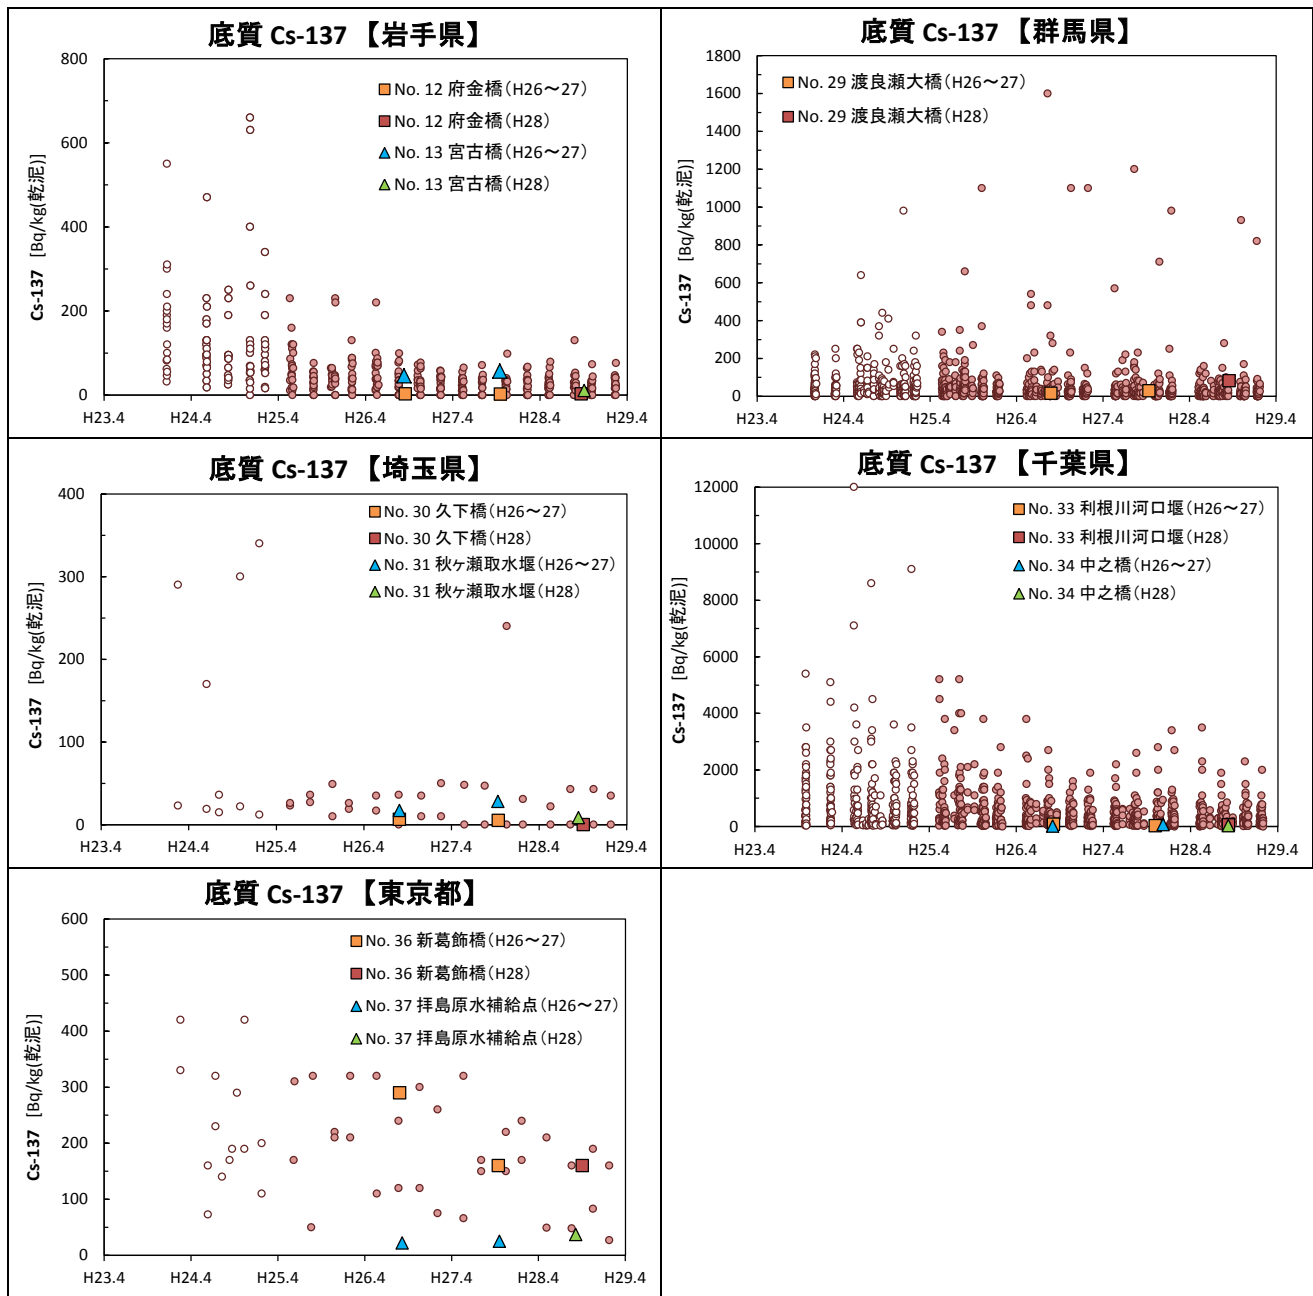 底質 Cs-137 【岩手県】
Cs-137 [Bq/kg(乾泥)]
800
600
400
200
0
H23.4 H24.4 H25.4 H26.4 H27.4 H28.4 H29.4
No. 12 府金橋(H26～27)
No. 12 府金橋(H28)
No. 13 宮古橋(H26～27)
No. 13 宮古橋(H28)
底質 Cs-137 【群馬県】
Cs-137 [Bq/kg(乾泥)]
1800
1600
1400
1200
1000
800
600
400
200
0
H23.4 H24.4 H25.4 H26.4 H27.4 H28.4 H29.4
No. 29 渡良瀬大橋(H26～27)
No. 29 渡良瀬大橋(H28)
底質 Cs-137 【埼玉県】
Cs-137 [Bq/kg(乾泥)]
400
300
200
100
0
H23.4 H24.4 H25.4 H26.4 H27.4 H28.4 H29.4
No. 30 久下橋(H26～27)
No. 30 久下橋(H28)
No. 31 秋ヶ瀬取水堰(H26～27)
No. 31 秋ヶ瀬取水堰(H28)
底質 Cs-137 【千葉県】
Cs-137 [Bq/kg(乾泥)]
12000
10000
8000
6000
4000
2000
0
H23.4 H24.4 H25.4 H26.4 H27.4 H28.4 H29.4
No. 33 利根川河口堰(H26～27)
No. 33 利根川河口堰(H28)
No. 34 中之橋(H26～27)
No. 34 中之橋(H28)
底質 Cs-137 【東京都】
Cs-137 [Bq/kg(乾泥)]
600
500
400
300
200
100
0
H23.4 H24.4 H25.4 H26.4 H27.4 H28.4 H29.4
No. 36 新葛飾橋(H26～27)
No. 36 新葛飾橋(H28)
No. 37 拝島原水補給点(H26～27)
No. 37 拝島原水補給点(H28)